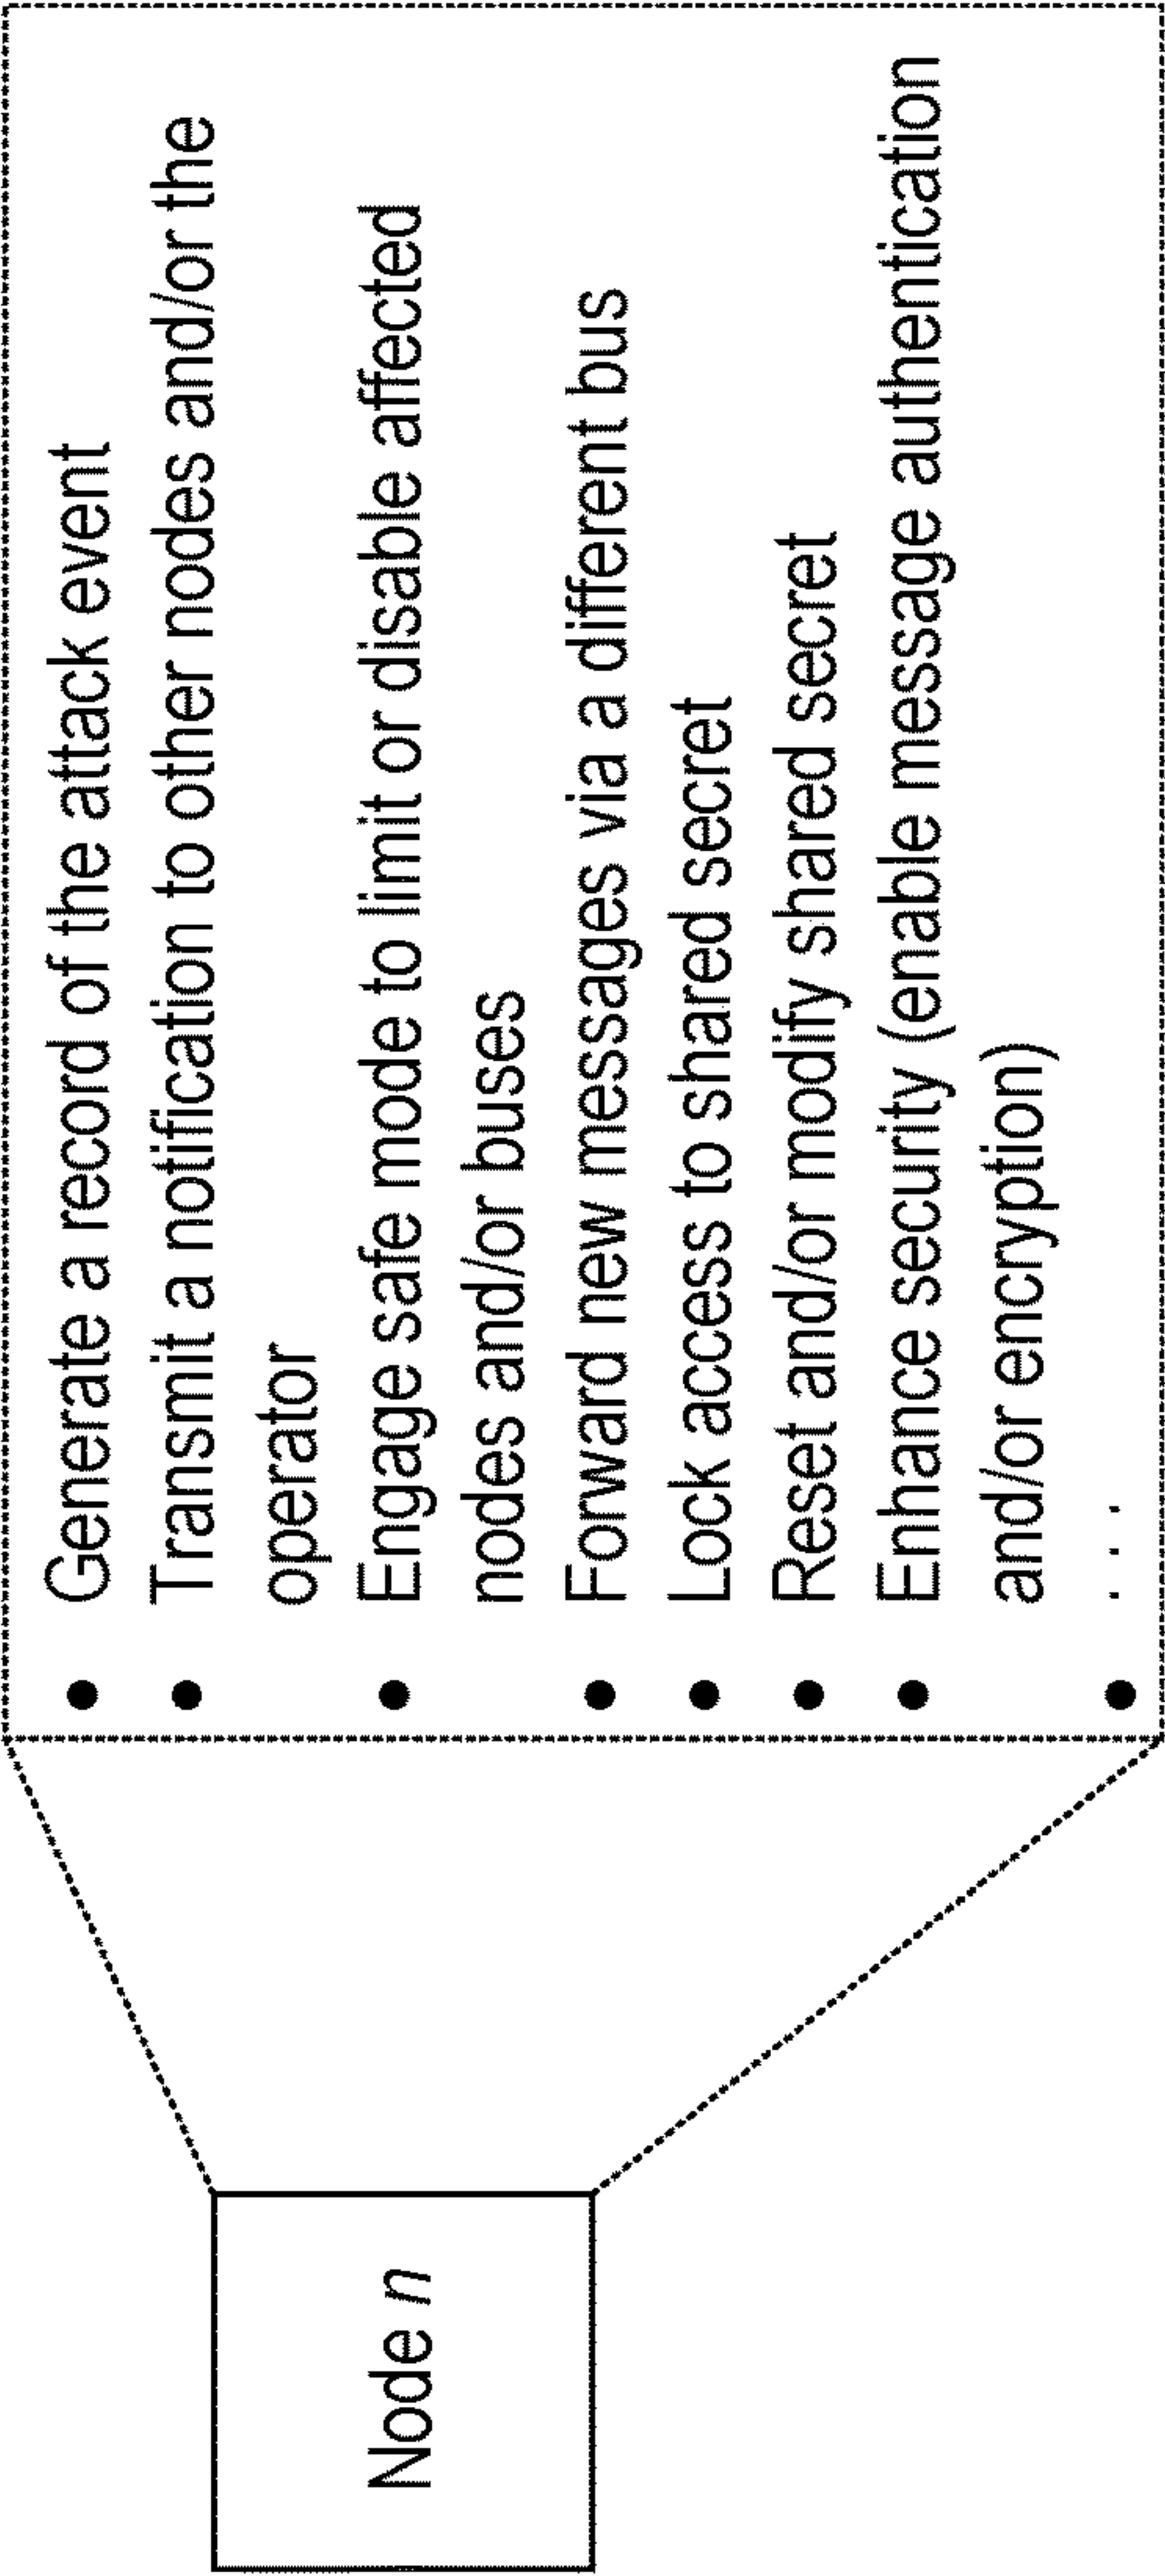 Node n
● Generate a record of the attack event
● Transmit a notification to other nodes and/or the
operator
● Engage safe mode to limit or disable affected
nodes and/or buses
● Forward new messages via a different bus
● Lock access to shared secret
● Reset and/or modify shared secret
● Enhance security (enable message authentication
and/or encryption)
● . . .